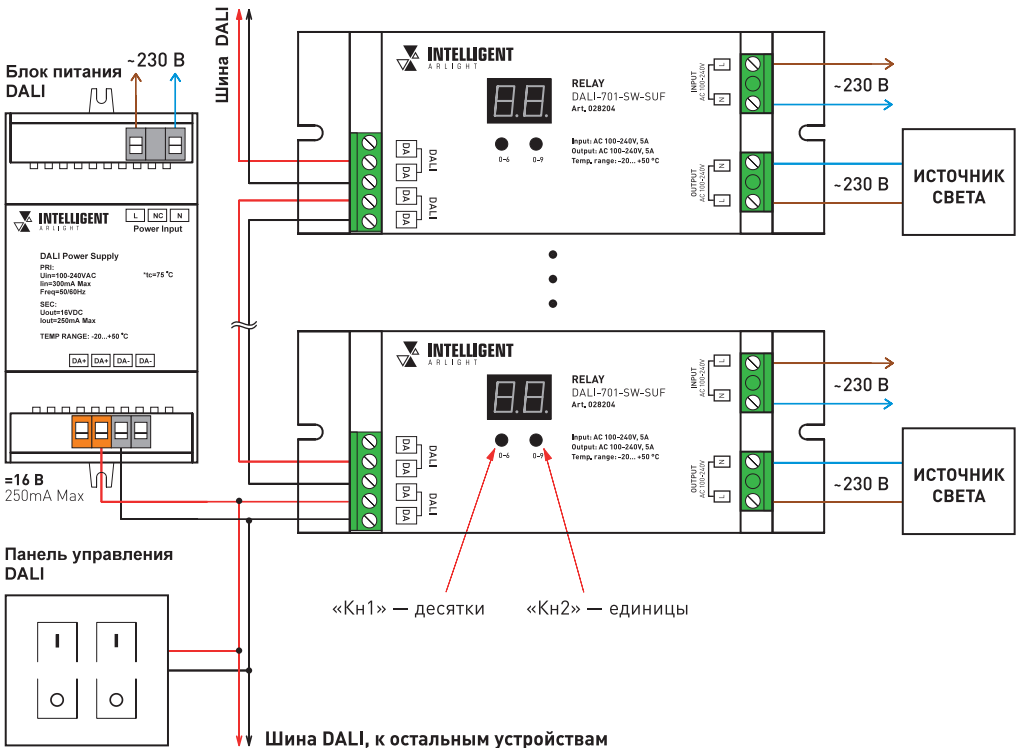 Шина DALI
Блок питания
DALI
~230 В
INTELLIGENT
ARLIGHT
L NC N
Power Input
DALI Power Supply
PRI:
Uin=100-240VAC
Iin=300mA Max
Freq=50/60Hz
*tc=75 °C
SEC:
Uout=16VDC
Iout=250mA Max
TEMP RANGE: -20...+50 °C
DA+ DA+ DA- DA-
=16 В
250mA Max
Панель управления
DALI
I I
O O
INTELLIGENT
ARLIGHT
RELAY
DALI-701-SW-SUF
Art. 028204
8.8.
0-6 0-9
Input: AC 100-240V, 5A
Output: AC 100-240V, 5A
Temp. range: -20... +50 °C
DA
DA
DALI
DA
DA
DALI
INPUT
AC 100-240V
L
N
OUTPUT
AC 100-240V
N
L
~230 В
~230 В
ИСТОЧНИК
СВЕТА
INTELLIGENT
ARLIGHT
RELAY
DALI-701-SW-SUF
Art. 028204
8.8.
0-6 0-9
Input: AC 100-240V, 5A
Output: AC 100-240V, 5A
Temp. range: -20... +50 °C
DA
DA
DALI
DA
DA
DALI
INPUT
AC 100-240V
L
N
OUTPUT
AC 100-240V
N
L
~230 В
~230 В
ИСТОЧНИК
СВЕТА
«Кн1» — десятки
«Кн2» — единицы
Шина DALI, к остальным устройствам